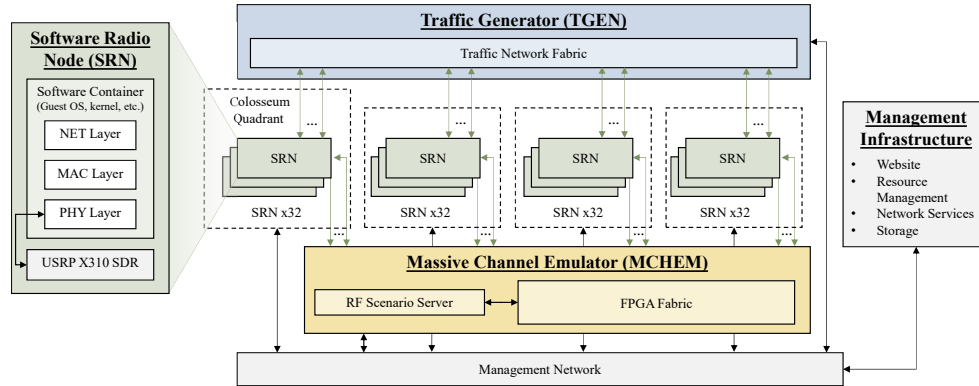 Software Radio
Node (SRN)
Software Container
(Guest OS, kernel, etc.)
NET Layer
MAC Layer
PHY Layer
USRP X310 SDR
Traffic Generator (TGEN)
Traffic Network Fabric
Colosseum
Quadrant
...
...
...
...
SRN
SRN
SRN
SRN
SRN x32
SRN x32
SRN x32
SRN x32
...
...
...
...
Massive Channel Emulator (MCHEM)
RF Scenario Server
FPGA Fabric
Management Network
Management
Infrastructure
• Website
• Resource
Management
• Network Services
• Storage